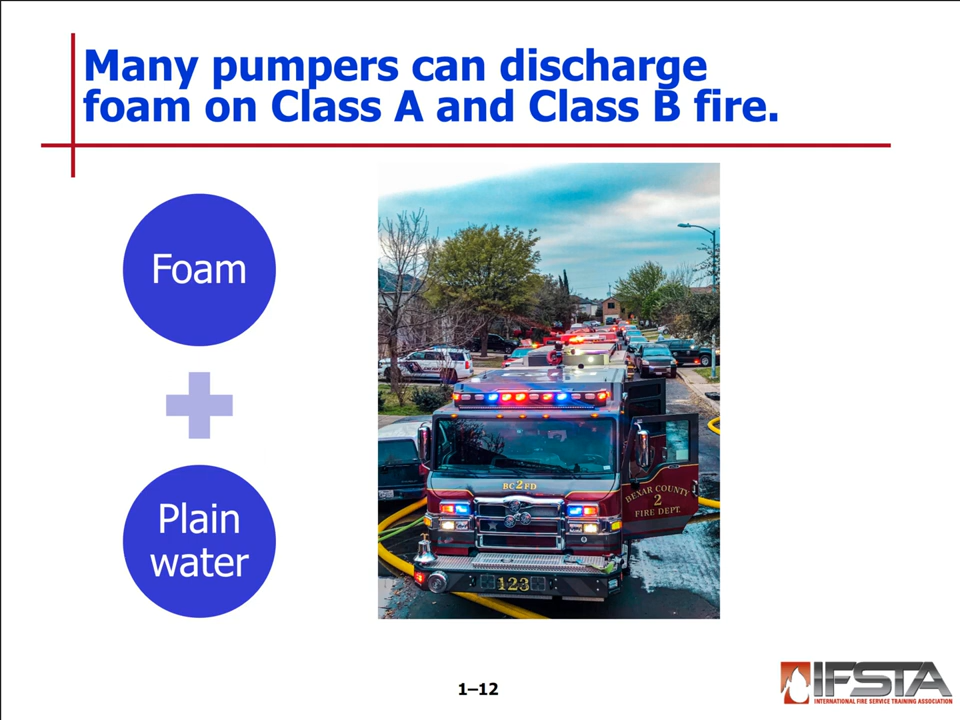 Many pumpers can discharge
foam on Class A and Class B fire.
Foam
Plain
water
BC2FD
BEXAR COUNTY
2
FIRE DEPT.
123
1–12
IFSTA
INTERNATIONAL FIRE SERVICE TRAINING ASSOCIATION